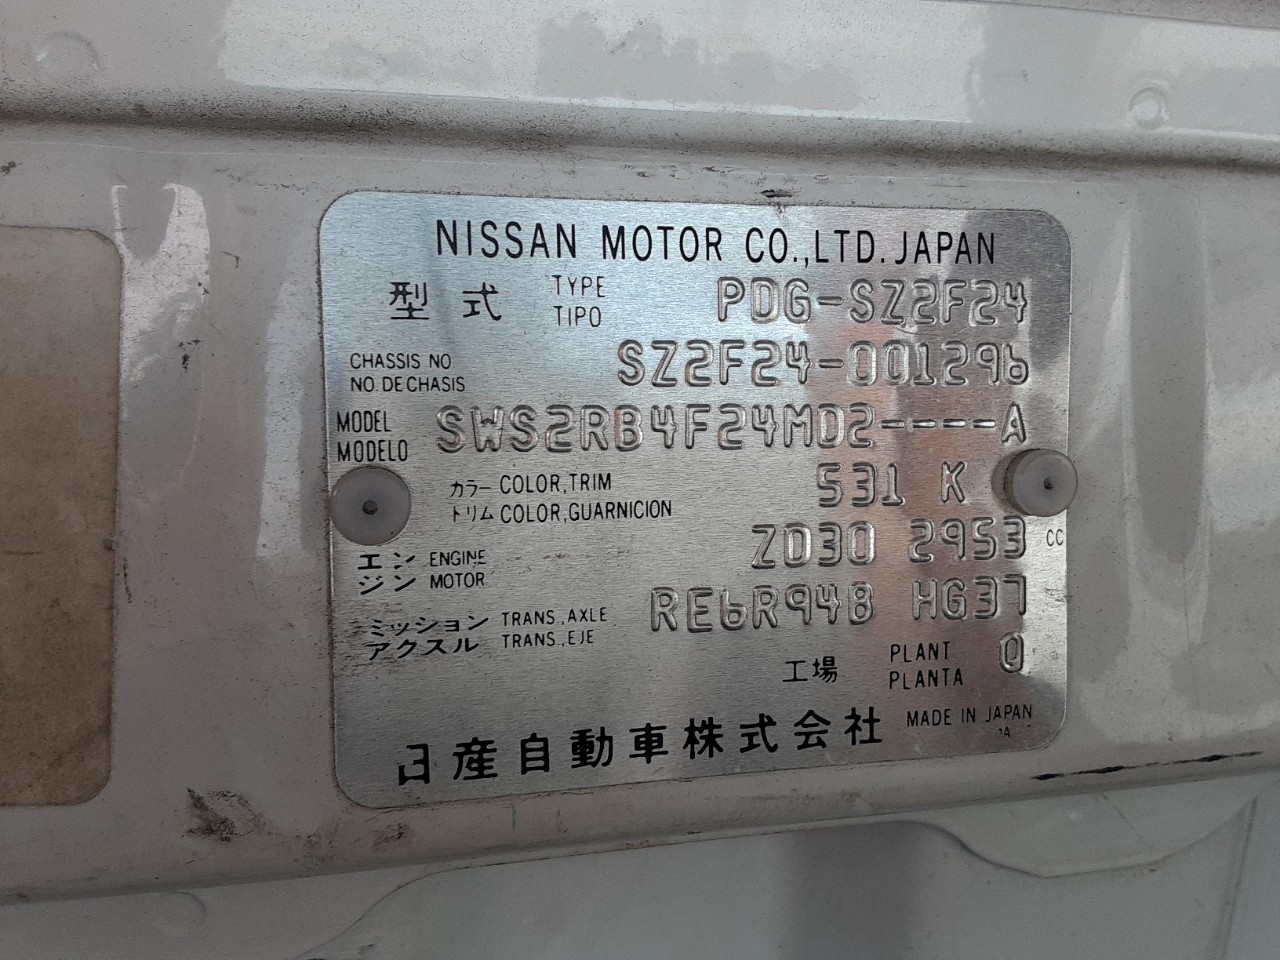 NISSAN MOTOR CO.,LTD. JAPAN
型式 TYPE TIPO PDG-SZ2F24
CHASSIS NO
NO. DE CHASIS SZ2F24-001296
MODEL
MODELO SWS2RB4F24MD2----A
カラー COLOR,TRIM
トリム COLOR,GUARNICION 531 K
エン ENGINE
ジン MOTOR ZD30 2953 CC
ミッション TRANS.,AXLE
アクスル TRANS.,EJE RE6R94B HG37
工場 PLANT
PLANTA 0
日産自動車株式会社 MADE IN JAPAN